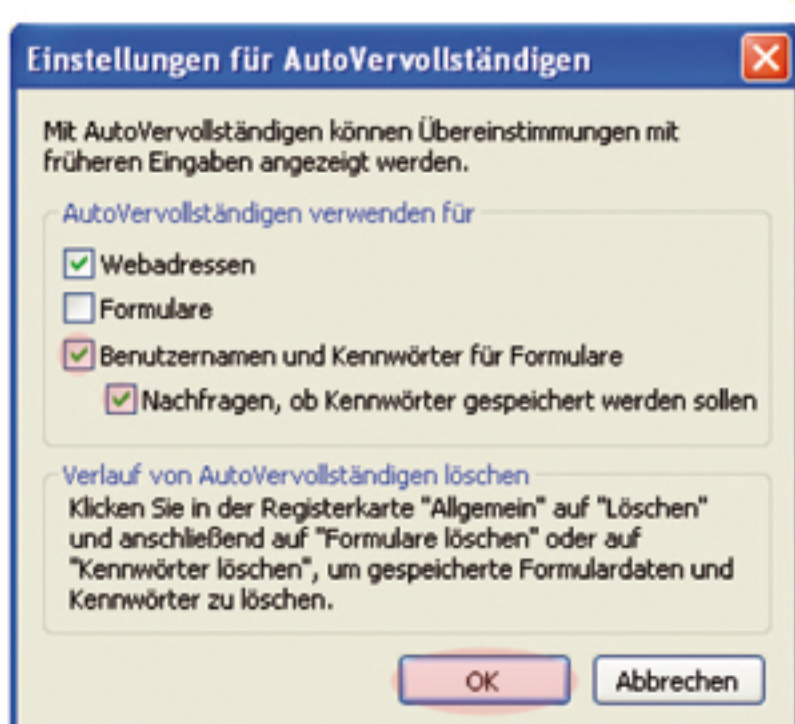 Einstellungen für AutoVervollständigen
Mit AutoVervollständigen können Übereinstimmungen mit
früheren Eingaben angezeigt werden.
AutoVervollständigen verwenden für
Webadressen
Formulare
Benutzernamen und Kennwörter für Formulare
Nachfragen, ob Kennwörter gespeichert werden sollen
Verlauf von AutoVervollständigen löschen
Klicken Sie in der Registerkarte "Allgemein" auf "Löschen"
und anschließend auf "Formulare löschen" oder auf
"Kennwörter löschen", um gespeicherte Formulardaten und
Kennwörter zu löschen.
OK Abbrechen